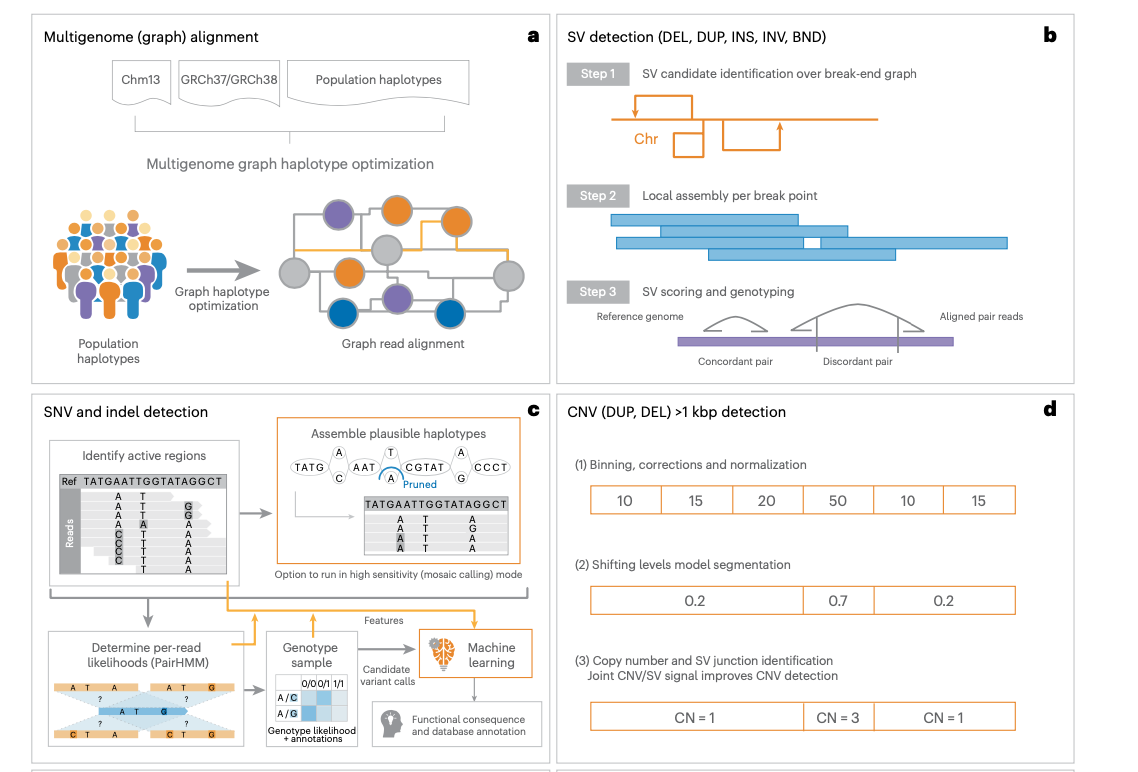 Multigenome (graph) alignment
a
Chm13
GRCh37/GRCh38
Population haplotypes
Multigenome graph haplotype optimization
Graph haplotype
optimization
Population
haplotypes
Graph read alignment
SV detection (DEL, DUP, INS, INV, BND)
b
Step 1
SV candidate identification over break-end graph
Chr
Step 2
Local assembly per break point
Step 3
SV scoring and genotyping
Reference genome
Aligned pair reads
Concordant pair
Discordant pair
SNV and indel detection
c
Identify active regions
Ref TATGAATTGGTATAGGCT
Reads
A T
A T G
A T G
A A A
C T A
C T A
C T A
C T A
T A
Assemble plausible haplotypes
A T A
TATG AAT CGTAT CCCT
C A G
Pruned
TATGAATTGGTATAGGCT
A T A
A T G
A T A
A T A
Option to run in high sensitivity (mosaic calling) mode
Features
Determine per-read
likelihoods (PairHMM)
A T A A T G
? ?
A T G
? ?
C T A C T G
Genotype
sample
0/0 0/1 1/1
A/C
A/G
Genotype likelihood
+ annotations
Candidate
variant calls
Machine
learning
Functional consequence
and database annotation
CNV (DUP, DEL) >1 kbp detection
d
(1) Binning, corrections and normalization
10 15 20 50 10 15
(2) Shifting levels model segmentation
0.2 0.7 0.2
(3) Copy number and SV junction identification
Joint CNV/SV signal improves CNV detection
CN = 1 CN = 3 CN = 1